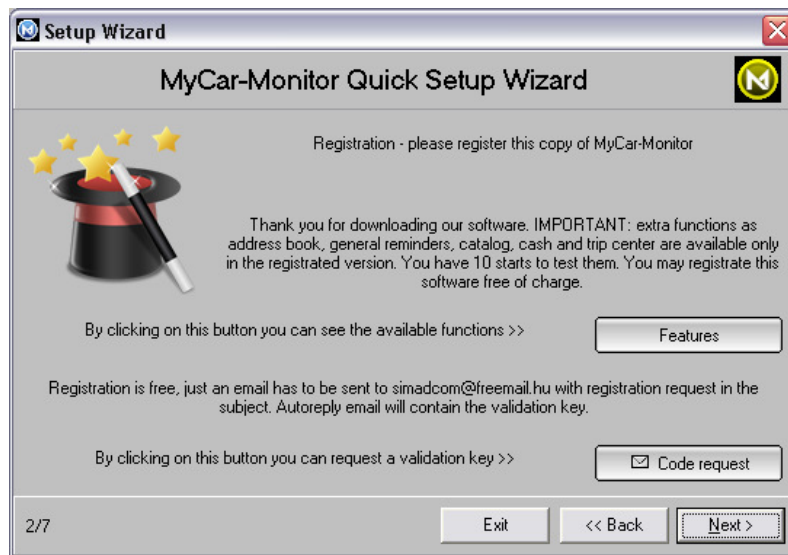 Setup Wizard
MyCar-Monitor Quick Setup Wizard
Registration - please register this copy of MyCar-Monitor
Thank you for downloading our software. IMPORTANT: extra functions as
address book, general reminders, catalog, cash and trip center are available only
in the registrated version. You have 10 starts to test them. You may registrate this
software free of charge.
By clicking on this button you can see the available functions >>
Features
Registration is free, just an email has to be sent to simadcom@freemail.hu with registration request in the
subject. Autoreply email will contain the validation key.
By clicking on this button you can request a validation key >>
Code request
2/7
Exit
<< Back
Next >